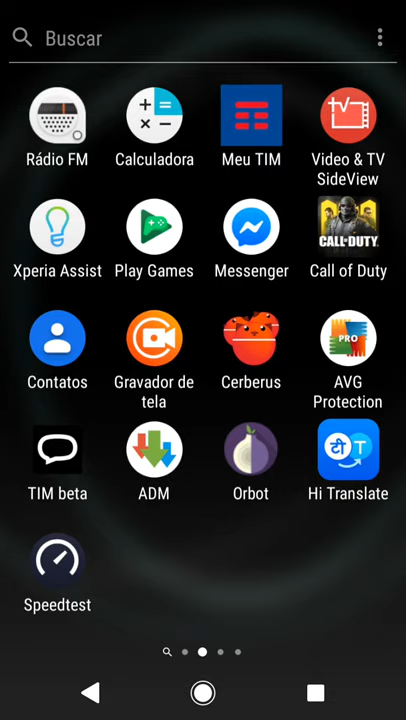 Buscar
Rádio FM
Calculadora
Meu TIM
Video & TV
SideView
Xperia Assist
Play Games
Messenger
CALL OF DUTY
Call of Duty
Contatos
Gravador de
tela
Cerberus
PRO
AVG
Protection
TIM beta
ADM
Orbot
टी
T
Hi Translate
Speedtest